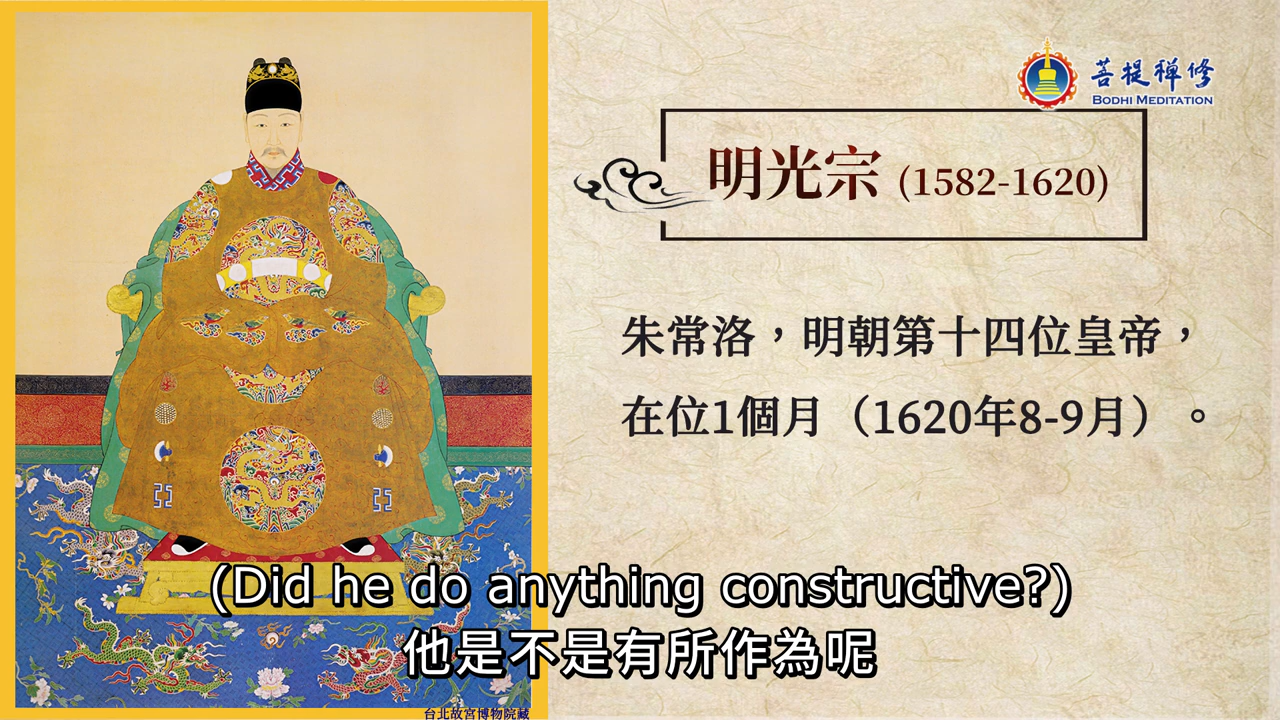 菩提禪修
BODHI MEDITATION
明光宗 (1582-1620)
朱常洛，明朝第十四位皇帝，
在位1個月（1620年8-9月）。
(Did he do anything constructive?)
他是不是有所作為呢
台北故宮博物院藏